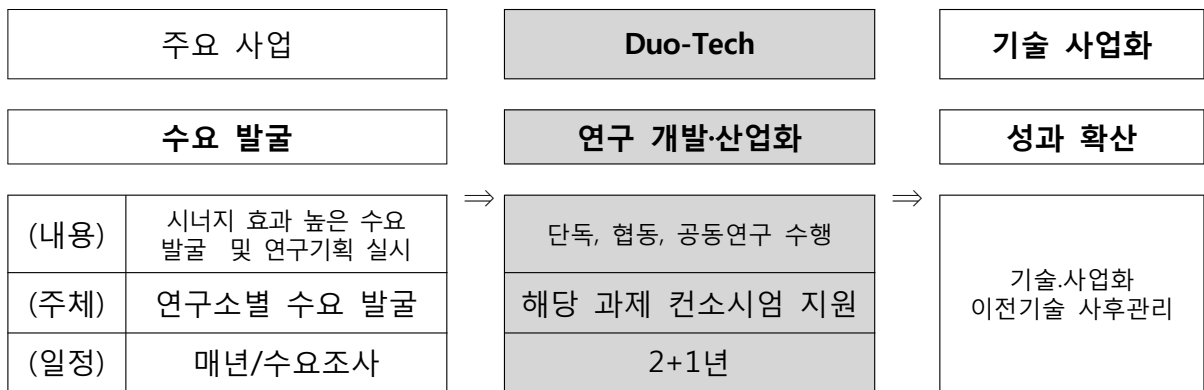 주요 사업
Duo-Tech
기술 사업화
수요 발굴
연구 개발·산업화
성과 확산
⇒
⇒
(내용)
시너지 효과 높은 수요
발굴 및 연구기획 실시
단독, 협동, 공동연구 수행
기술.사업화
이전기술 사후관리
(주체)
연구소별 수요 발굴
해당 과제 컨소시엄 지원
(일정)
매년/수요조사
2+1년